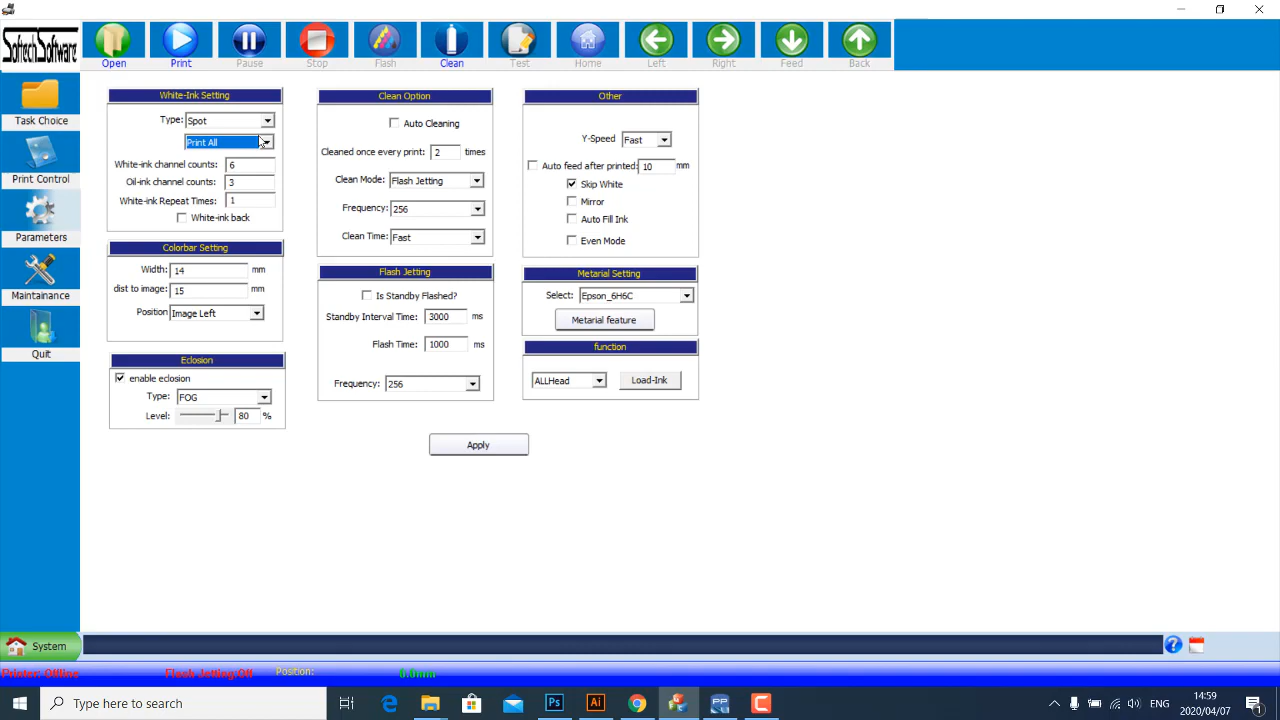 SoftechSoftware
Open
Print
Pause
Stop
Flash
Clean
Test
Home
Left
Right
Feed
Back
Task Choice
Print Control
Parameters
Maintainance
Quit
White-Ink Setting
Type: Spot
Print All
White-ink channel counts: 6
Oil-ink channel counts: 3
White-ink Repeat Times: 1
White-ink back
Colorbar Setting
Width: 14 mm
dist to image: 15 mm
Position Image Left
Eclosion
enable eclosion
Type: FOG
Level: 80 %
Clean Option
Auto Cleaning
Cleaned once every print: 2 times
Clean Mode: Flash Jetting
Frequency: 256
Clean Time: Fast
Flash Jetting
Is Standby Flashed?
Standby Interval Time: 3000 ms
Flash Time: 1000 ms
Frequency: 256
Other
Y-Speed Fast
Auto feed after printed: 10 mm
Skip White
Mirror
Auto Fill Ink
Even Mode
Metarial Setting
Select: Epson_6H6C
Metarial feature
function
ALLHead Load-Ink
Apply
System
Printer: Offline Flash Jetting:Off Position: 0.0mm
Type here to search
Ps
Ai
PP
ENG
14:59
2020/04/07